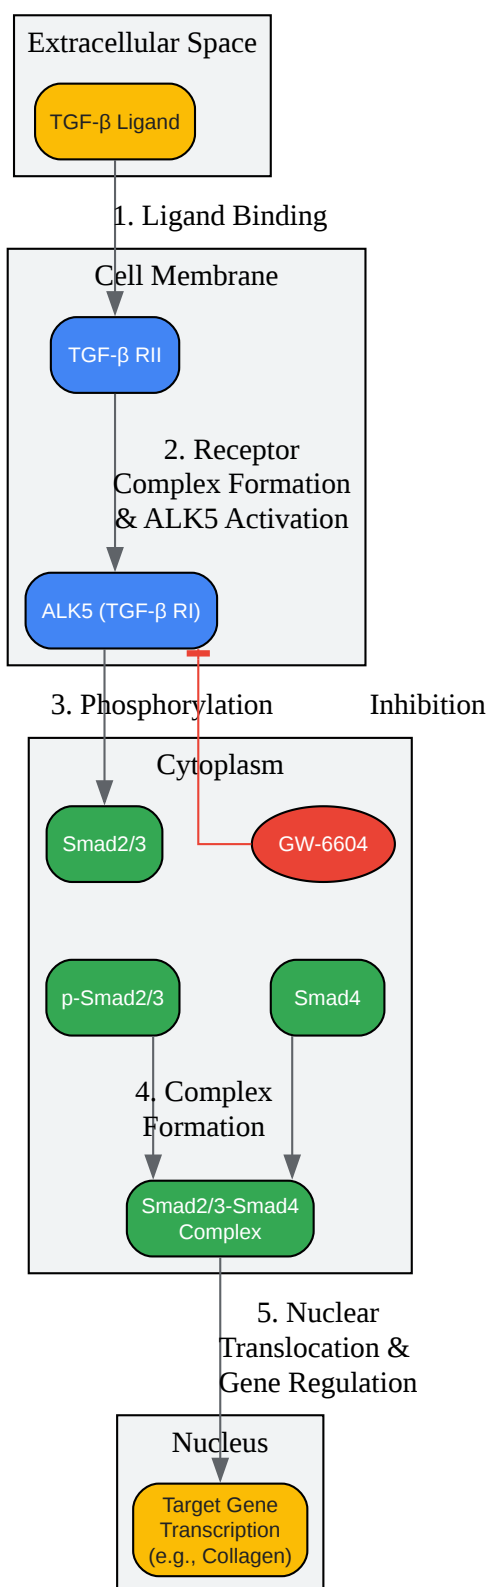 Extracellular Space
TGF-β Ligand
1. Ligand Binding
Cell Membrane
TGF-β RII
2. Receptor
Complex Formation
& ALK5 Activation
ALK5 (TGF-β RI)
3. Phosphorylation
Inhibition
Cytoplasm
Smad2/3
GW-6604
p-Smad2/3
Smad4
4. Complex
Formation
Smad2/3-Smad4
Complex
5. Nuclear
Translocation &
Gene Regulation
Nucleus
Target Gene
Transcription
(e.g., Collagen)